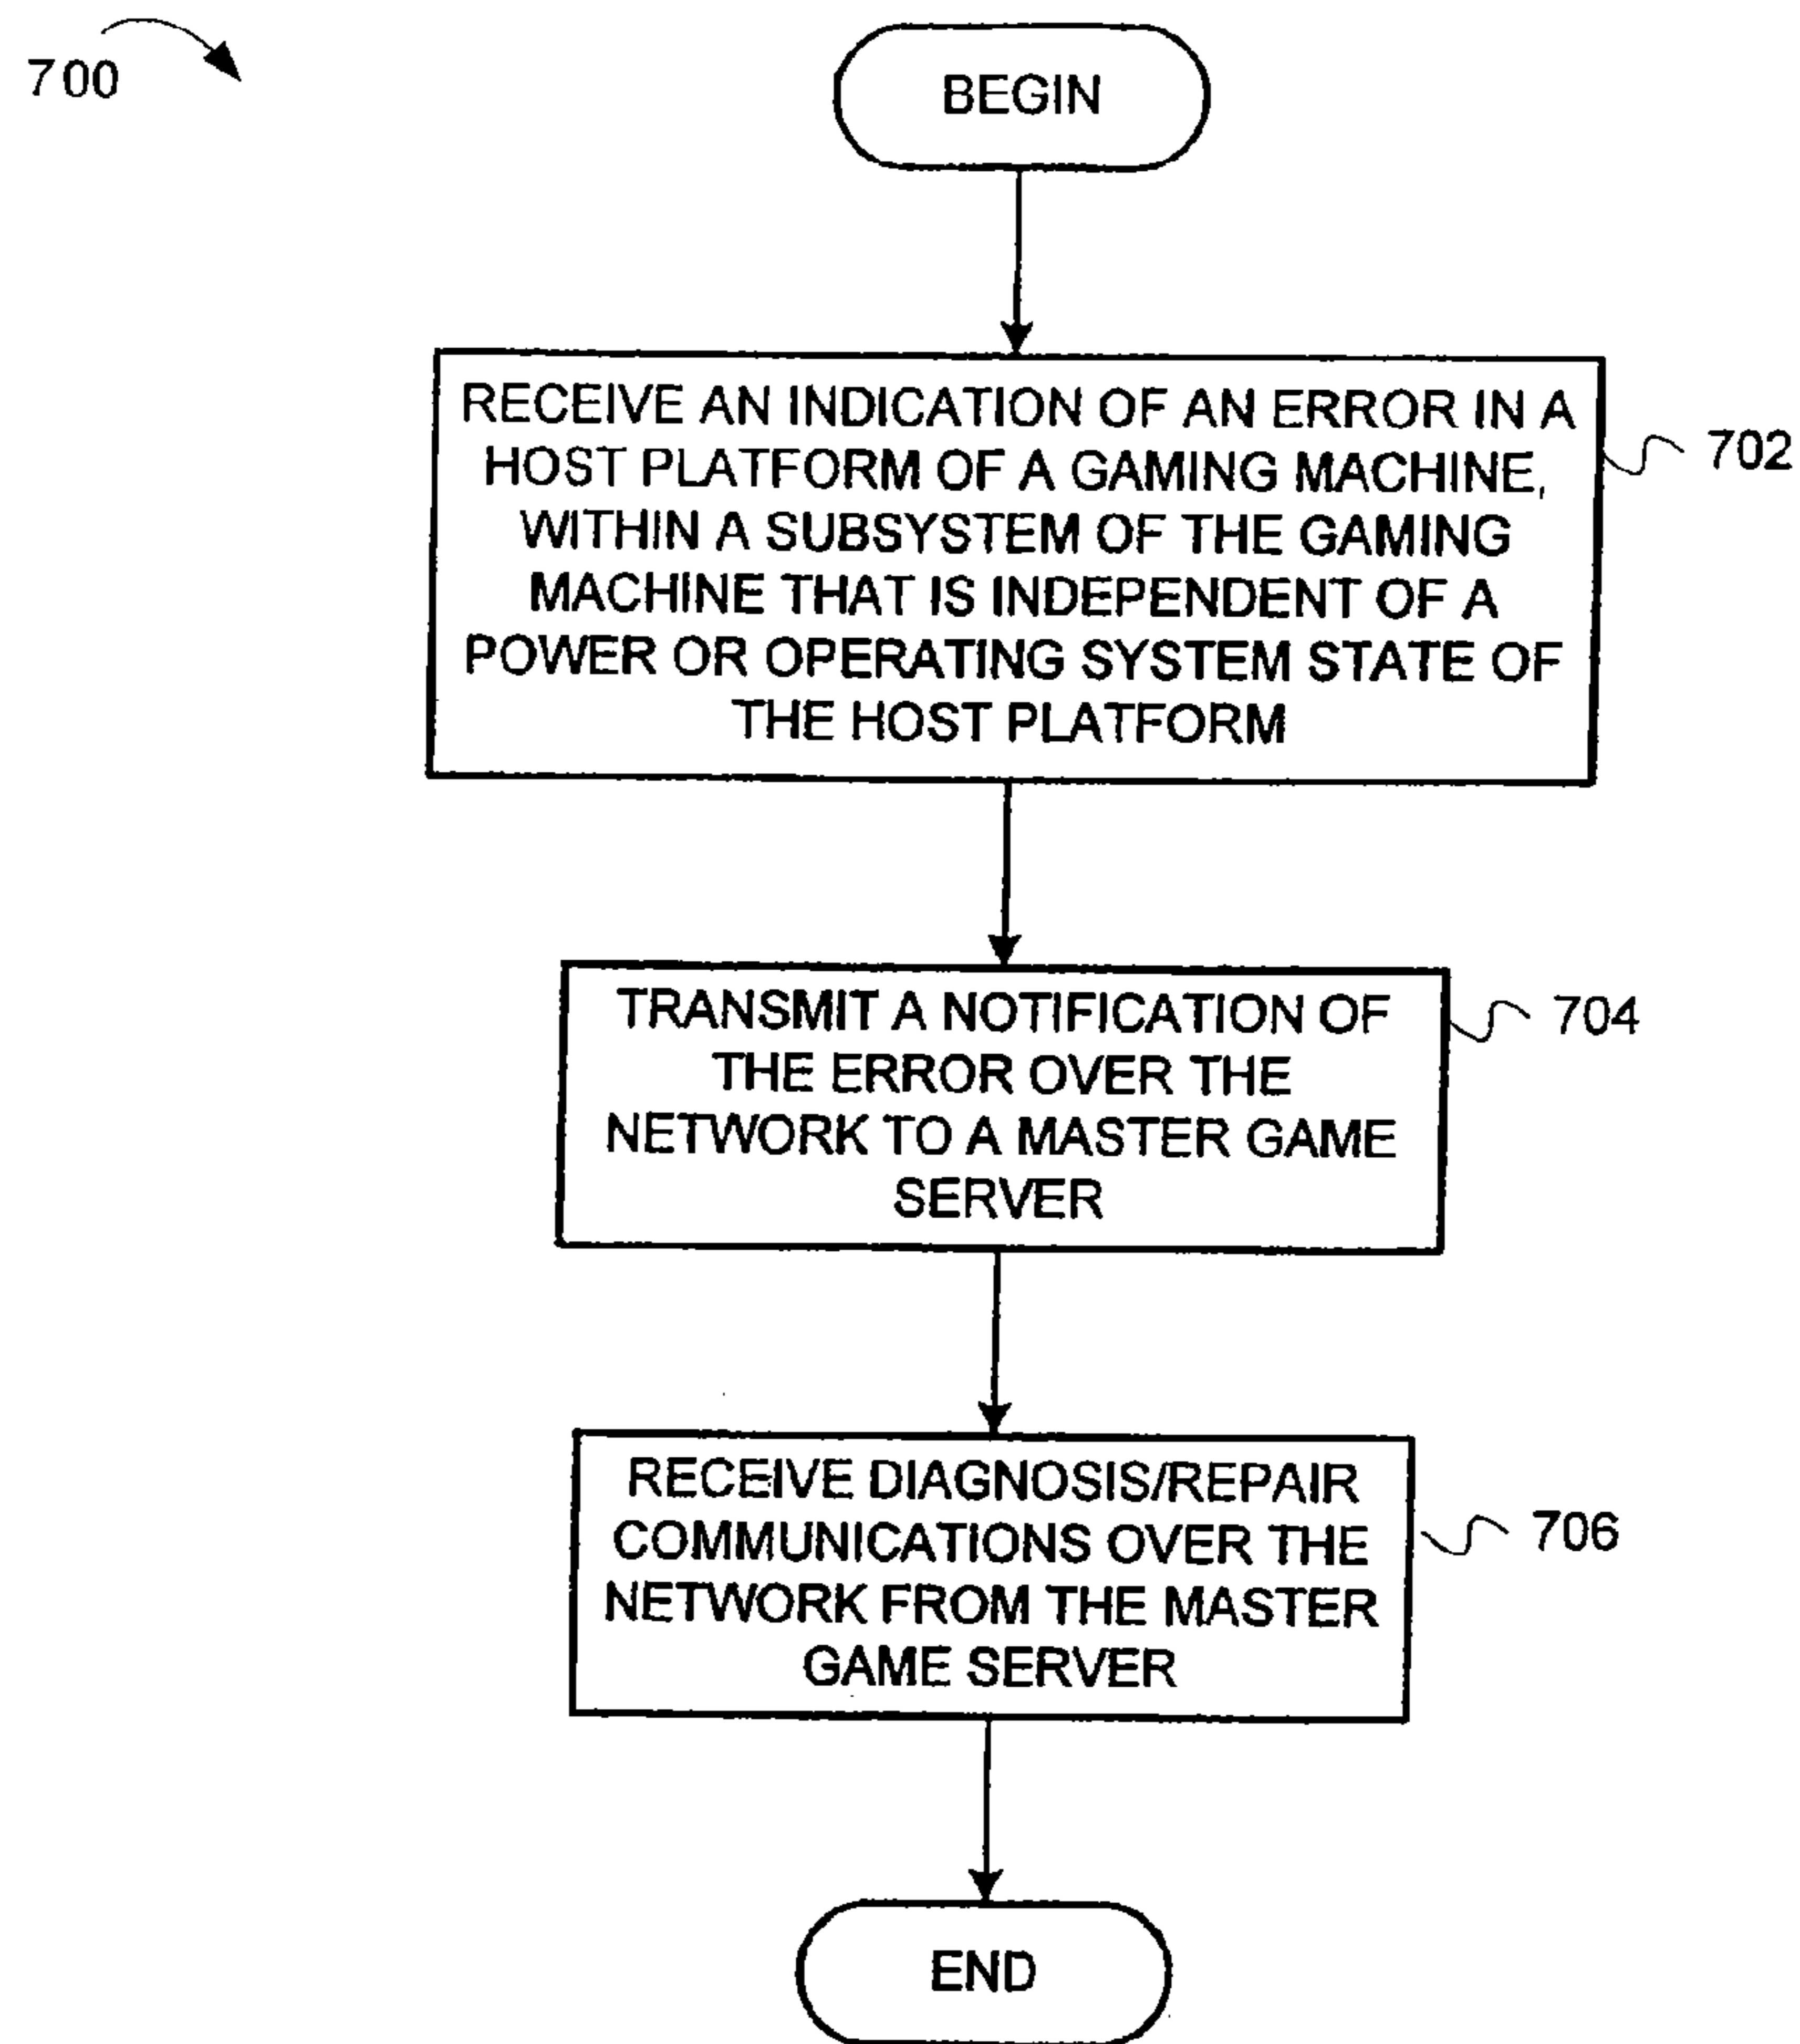 700
BEGIN
RECEIVE AN INDICATION OF AN ERROR IN A
HOST PLATFORM OF A GAMING MACHINE,
WITHIN A SUBSYSTEM OF THE GAMING
MACHINE THAT IS INDEPENDENT OF A
POWER OR OPERATING SYSTEM STATE OF
THE HOST PLATFORM
702
TRANSMIT A NOTIFICATION OF
THE ERROR OVER THE
NETWORK TO A MASTER GAME
SERVER
704
RECEIVE DIAGNOSIS/REPAIR
COMMUNICATIONS OVER THE
NETWORK FROM THE MASTER
GAME SERVER
706
END